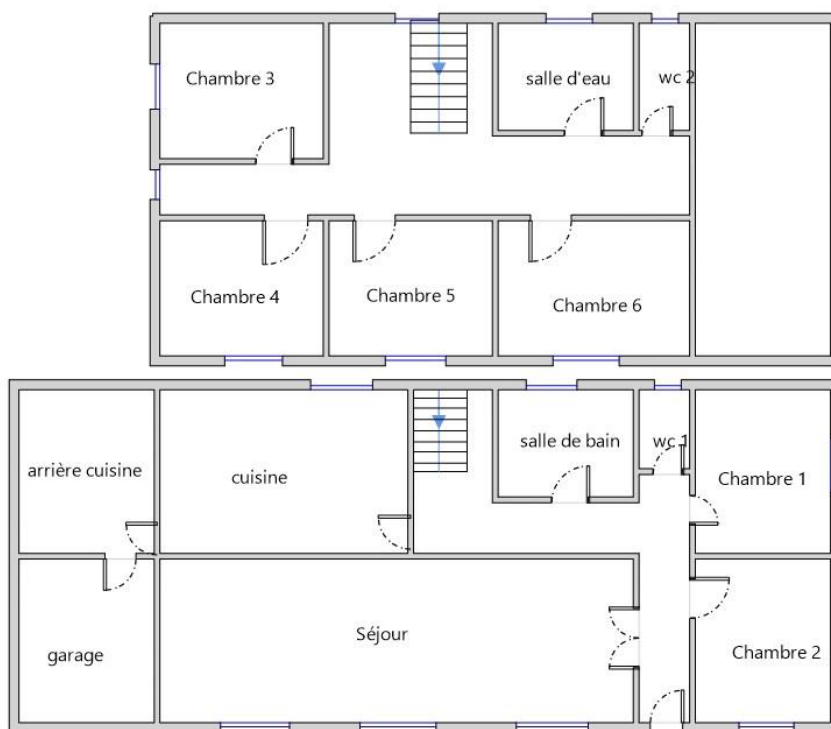 Chambre 3
salle d'eau
wc 2
Chambre 4
Chambre 5
Chambre 6
arrière cuisine
cuisine
salle de bain
wc 1
Chambre 1
garage
Séjour
Chambre 2